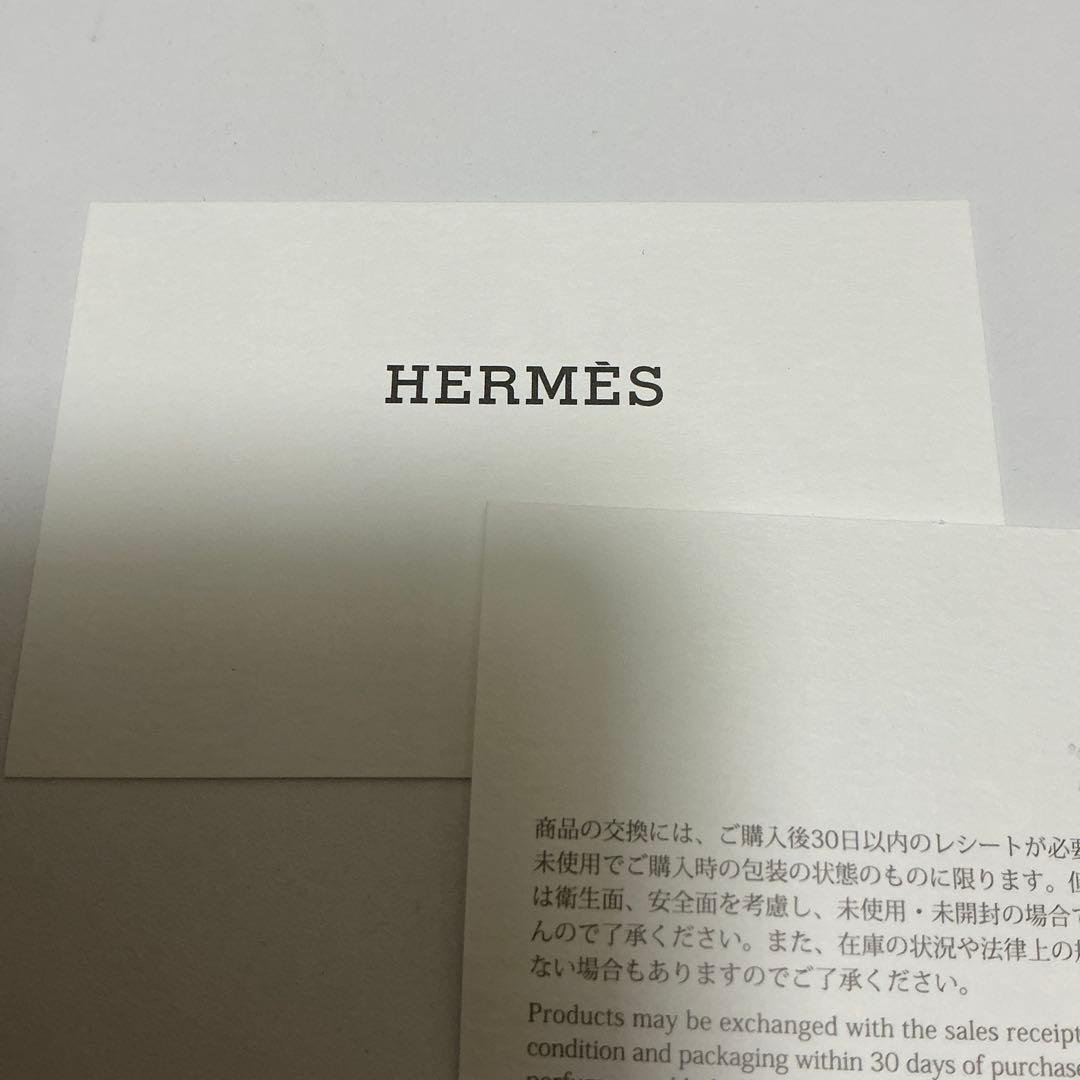 HERMÈS
商品の交換には、ご購入後30日以内のレシートが必要
未使用でご購入時の包装の状態のものに限ります。
は衛生面、安全面を考慮し、未使用・未開封の場合で
んので了承ください。また、在庫の状況や法律上の
ない場合もありますのでご了承ください。
Products may be exchanged with the sales receipt
condition and packaging within 30 days of purchase